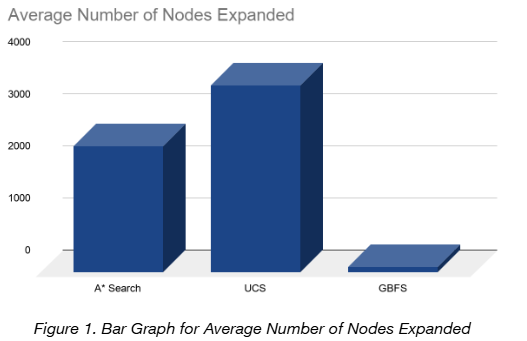 Average Number of Nodes Expanded
4000
3000
2000
1000
0
A* Search UCS GBFS
Figure 1. Bar Graph for Average Number of Nodes Expanded